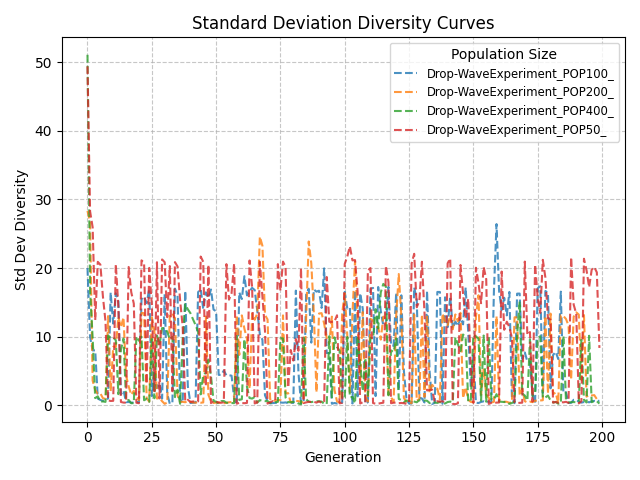 Standard Deviation Diversity Curves
Population Size
Drop-WaveExperiment_POP100_
Drop-WaveExperiment_POP200_
Drop-WaveExperiment_POP400_
Drop-WaveExperiment_POP50_
Std Dev Diversity
50
40
30
20
10
0
0 25 50 75 100 125 150 175 200
Generation